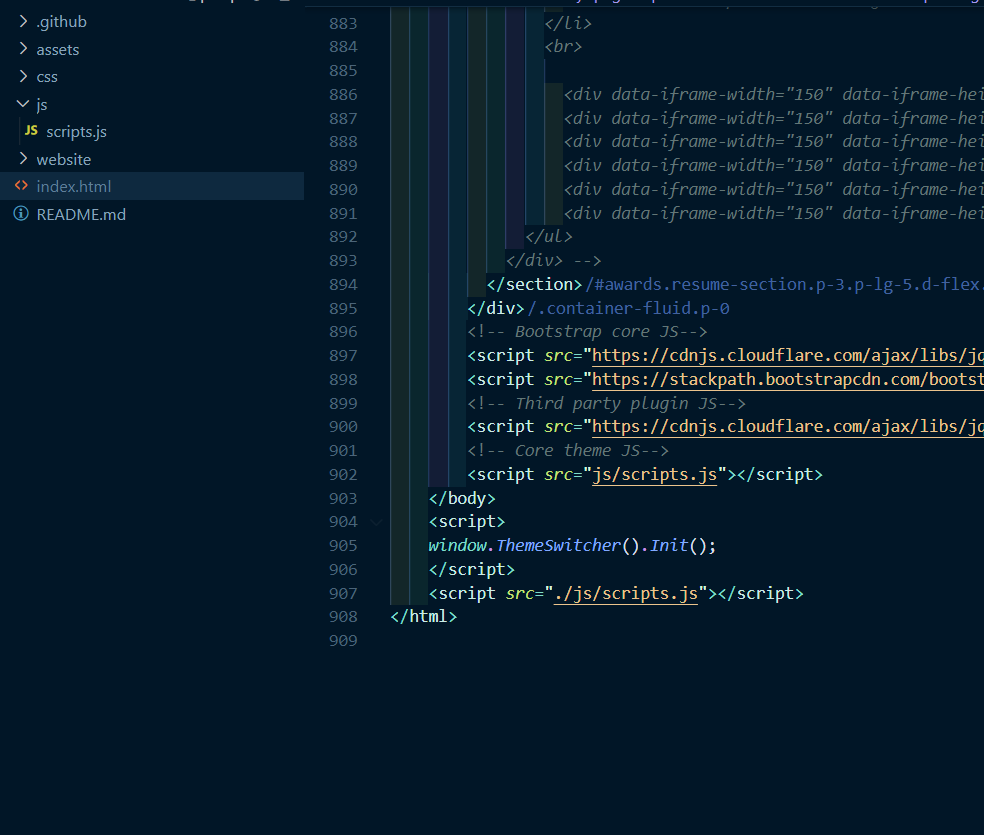 .github
assets
css
js
JS scripts.js
website
<> index.html
README.md
883 </li>
884 <br>
885
886 <div data-iframe-width="150" data-iframe-hei
887 <div data-iframe-width="150" data-iframe-hei
888 <div data-iframe-width="150" data-iframe-hei
889 <div data-iframe-width="150" data-iframe-hei
890 <div data-iframe-width="150" data-iframe-hei
891 <div data-iframe-width="150" data-iframe-hei
892 </ul>
893 </div> -->
894 </section>/#awards.resume-section.p-3.p-lg-5.d-flex.
895 </div>/.container-fluid.p-0
896 <!-- Bootstrap core JS-->
897 <script src="https://cdnjs.cloudflare.com/ajax/libs/jq
898 <script src="https://stackpath.bootstrapcdn.com/bootst
899 <!-- Third party plugin JS-->
900 <script src="https://cdnjs.cloudflare.com/ajax/libs/jq
901 <!-- Core theme JS-->
902 <script src="js/scripts.js"></script>
903 </body>
904 <script>
905 window.ThemeSwitcher().Init();
906 </script>
907 <script src="./js/scripts.js"></script>
908 </html>
909